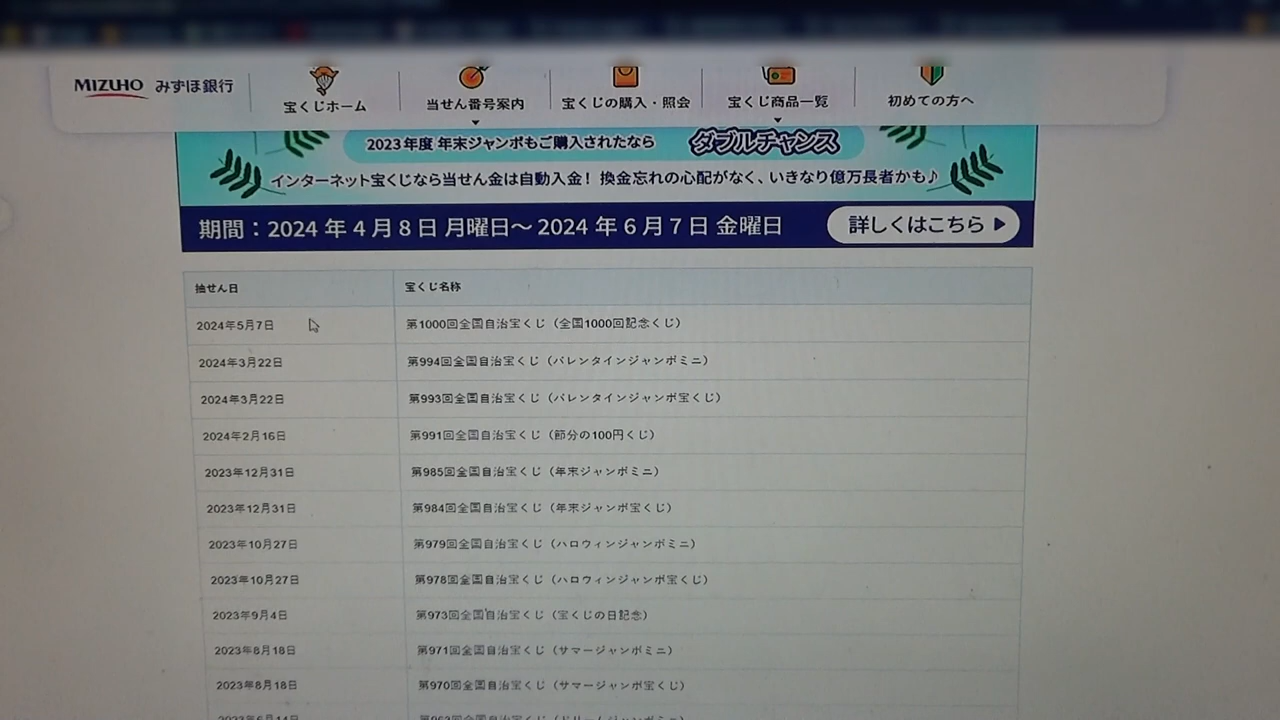 MIZUHO みずほ銀行
宝くじホーム
当せん番号案内
宝くじの購入・照会
宝くじ商品一覧
初めての方へ
2023年度 年末ジャンボもご購入されたなら ダブルチャンス
インターネット宝くじなら当せん金は自動入金! 換金忘れの心配がなく、いきなり億万長者かも♪
期間:2024年4月8日 月曜日〜2024年6月7日 金曜日 詳しくはこちら▶
抽せん日 宝くじ名称
2024年5月7日 第1000回全国自治宝くじ(全国1000回記念くじ)
2024年3月22日 第994回全国自治宝くじ(バレンタインジャンボミニ)
2024年3月22日 第993回全国自治宝くじ(バレンタインジャンボ宝くじ)
2024年2月16日 第991回全国自治宝くじ(節分の100円くじ)
2023年12月31日 第985回全国自治宝くじ(年末ジャンボミニ)
2023年12月31日 第984回全国自治宝くじ(年末ジャンボ宝くじ)
2023年10月27日 第979回全国自治宝くじ(ハロウィンジャンボミニ)
2023年10月27日 第978回全国自治宝くじ(ハロウィンジャンボ宝くじ)
2023年9月4日 第973回全国自治宝くじ(宝くじの日記念)
2023年8月18日 第971回全国自治宝くじ(サマージャンボミニ)
2023年8月18日 第970回全国自治宝くじ(サマージャンボ宝くじ)